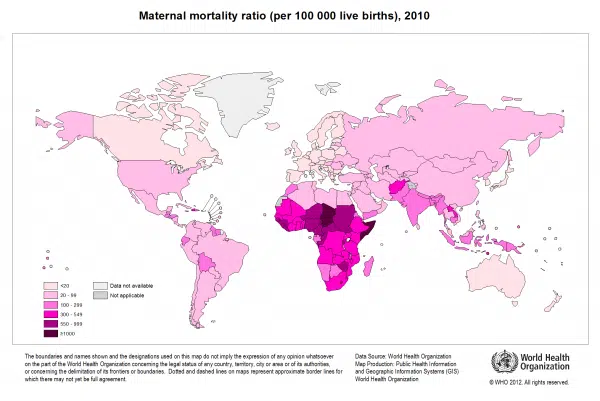 Maternal mortality ratio (per 100 000 live births), 2010
<20
20 - 99
100 - 299
300 - 549
550 - 999
≥1000
Data not available
Not applicable
The boundaries and names shown and the designations used on this map do not imply the expression of any opinion whatsoever
on the part of the World Health Organization concerning the legal status of any country, territory, city or area or of its authorities,
or concerning the delimitation of its frontiers or boundaries. Dotted and dashed lines on maps represent approximate border lines for
which there may not yet be full agreement.
Data Source: World Health Organization
Map Production: Public Health Information
and Geographic Information Systems (GIS)
World Health Organization
World Health
Organization
© WHO 2012. All rights reserved.